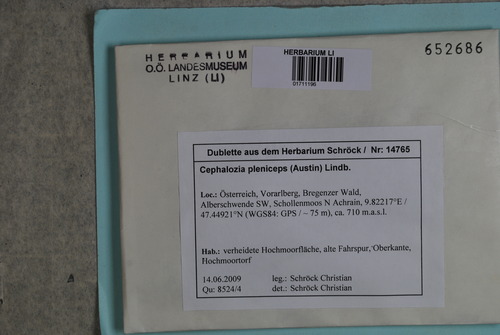 HERBARIUM
O.Ö. LANDESMUSEUM
LINZ (LI)
HERBARIUM LI
01711196
652686
Dublette aus dem Herbarium Schröck / Nr: 14765
Cephalozia pleniceps (Austin) Lindb.
Loc.: Österreich, Vorarlberg, Bregenzer Wald,
Alberschwende SW, Schollenmoos N Achrain, 9.82217°E /
47.44921°N (WGS84: GPS / ~ 75 m), ca. 710 m.a.s.l.
Hab.: verheidete Hochmoorfläche, alte Fahrspur, Oberkante,
Hochmoortorf
14.06.2009 leg.: Schröck Christian
Qu: 8524/4 det.: Schröck Christian